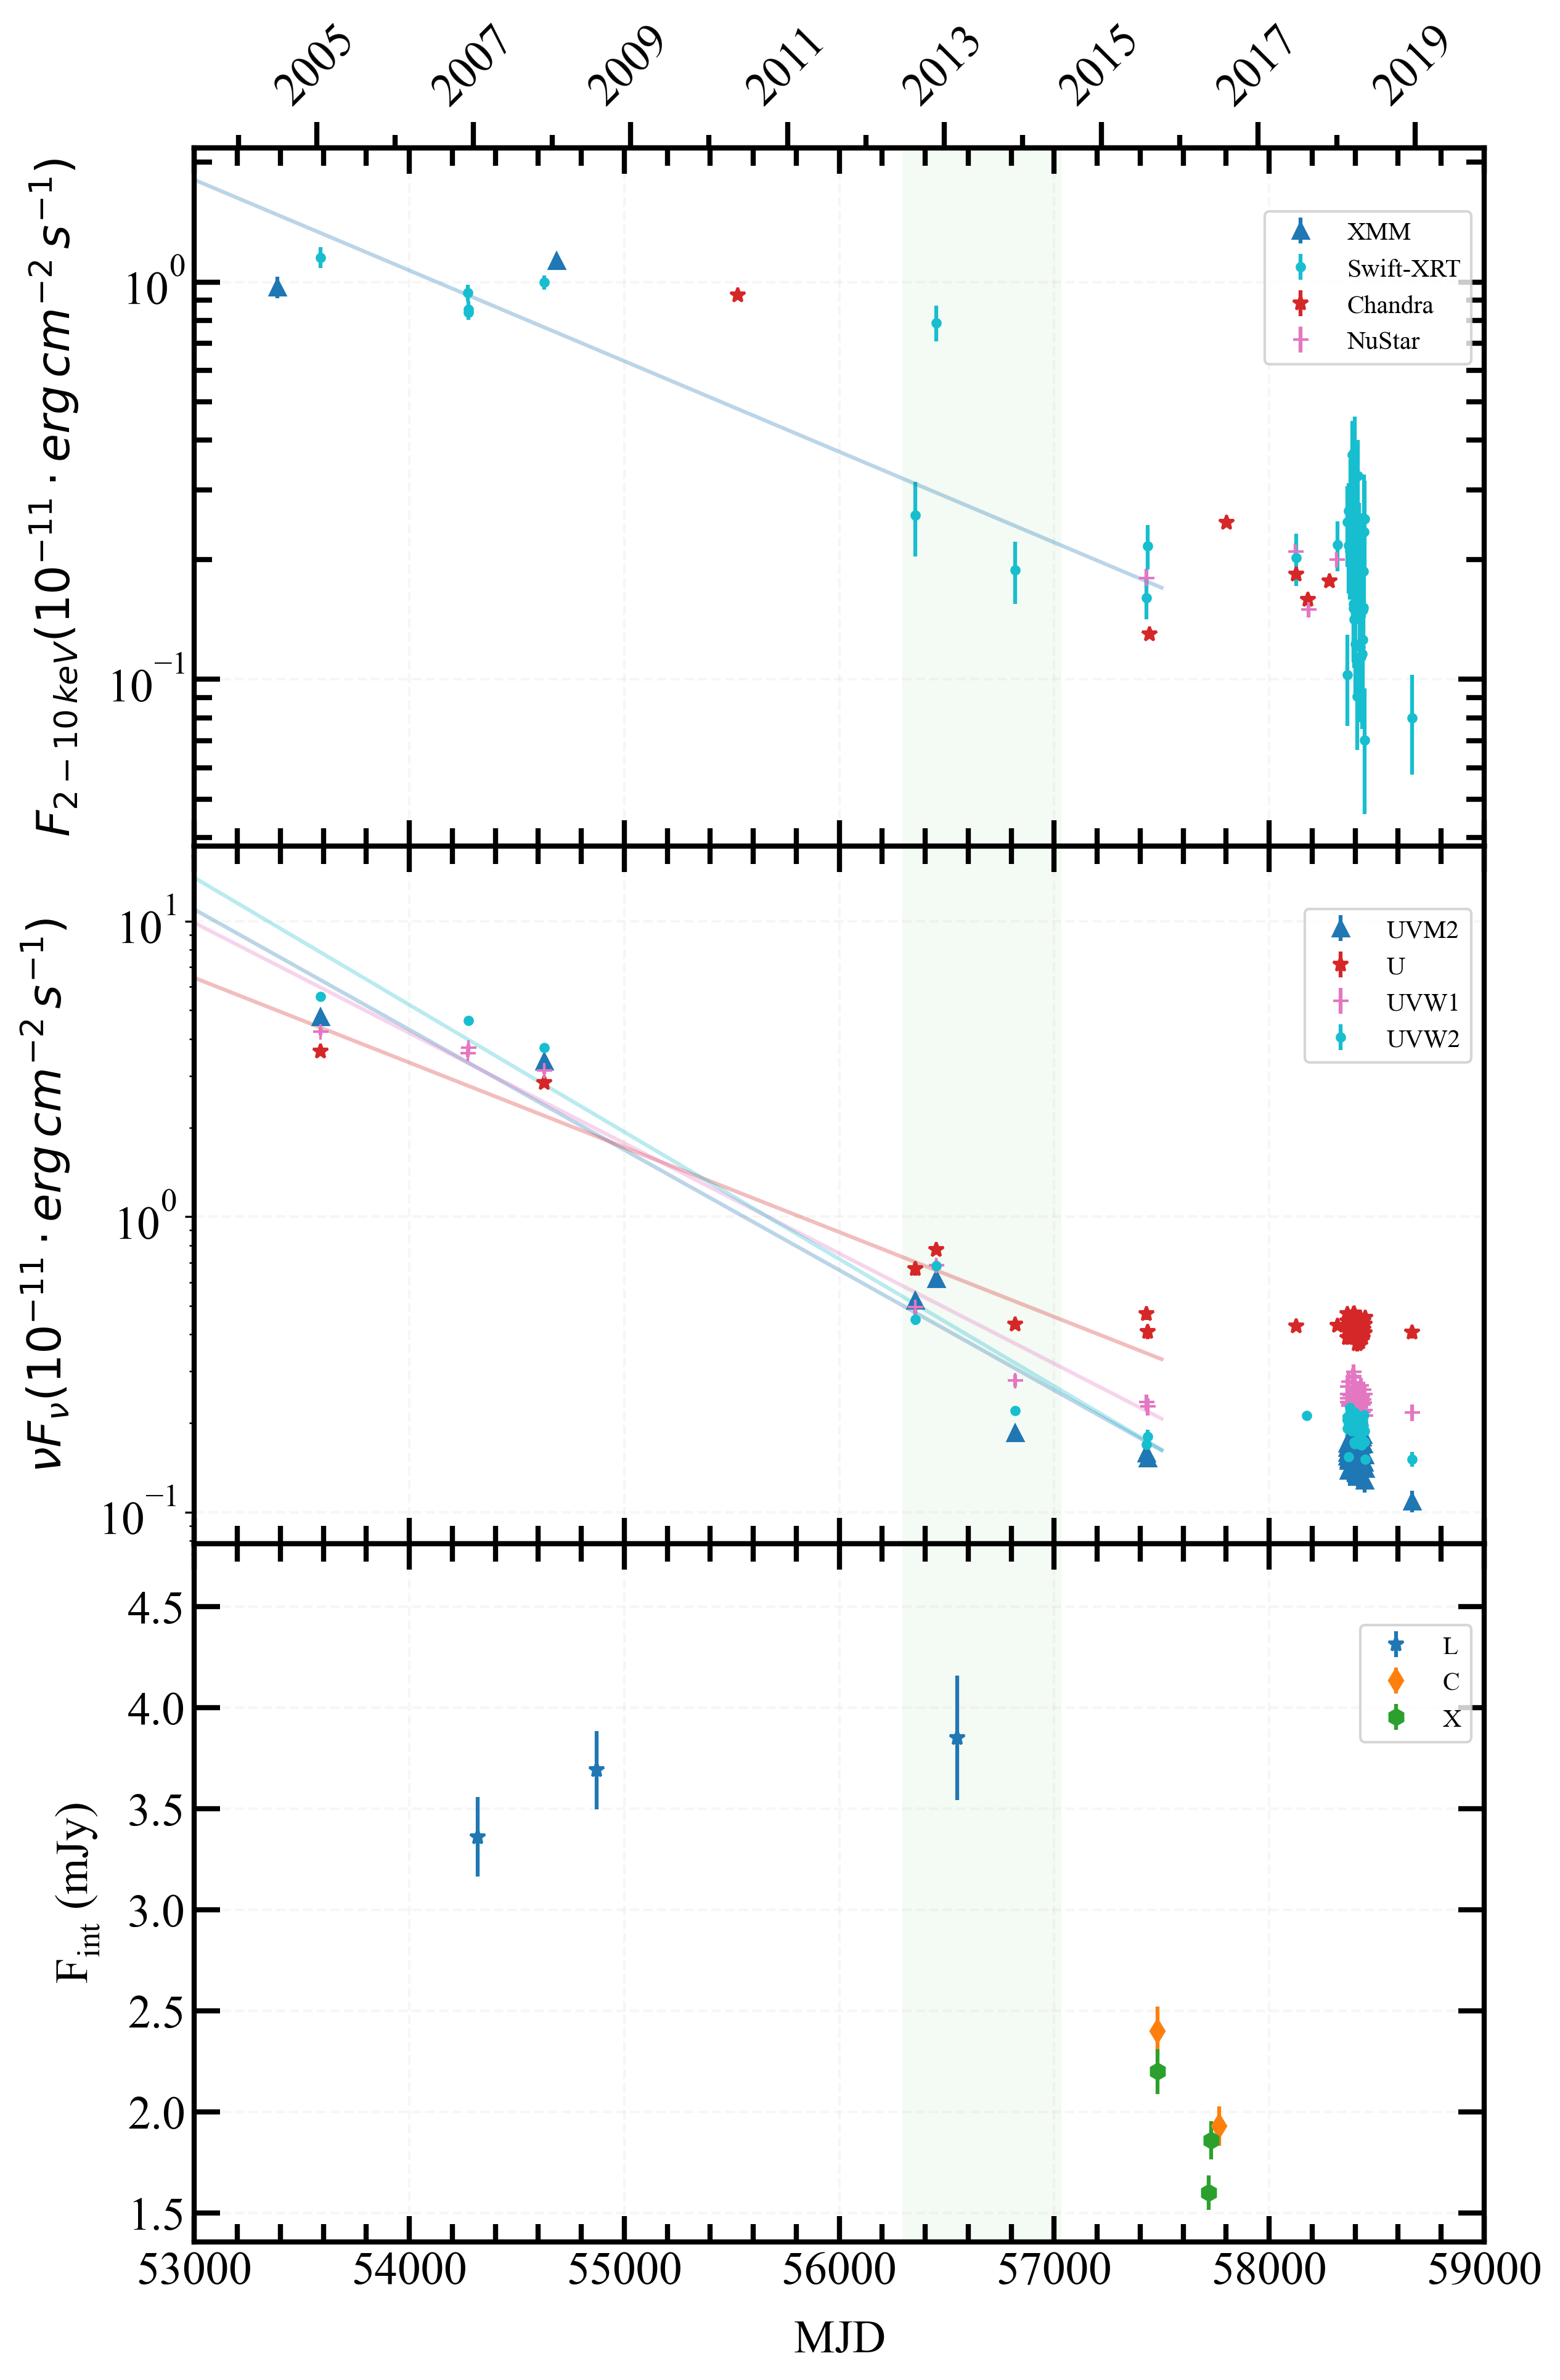 2005 2007 2009 2011 2013 2015 2017 2019
F₂₋₁₀ₖₑᵥ(10⁻¹¹ · erg cm⁻² s⁻¹)
10⁰
10⁻¹
XMM
Swift-XRT
Chandra
NuStar
νFᵥ(10⁻¹¹ · erg cm⁻² s⁻¹)
10¹
10⁰
10⁻¹
UVM2
U
UVW1
UVW2
F_int (mJy)
4.5
4.0
3.5
3.0
2.5
2.0
1.5
L
C
X
53000 54000 55000 56000 57000 58000 59000
MJD